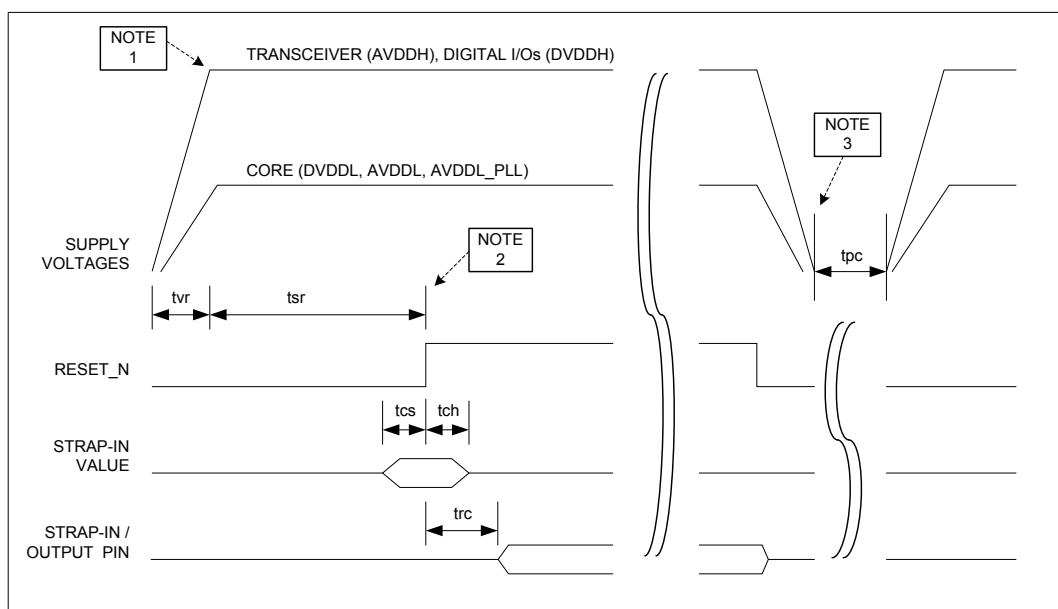 NOTE
1
TRANSCEIVER (AVDDH), DIGITAL I/Os (DVDDH)
NOTE
3
CORE (DVDDL, AVDDL, AVDDL_PLL)
NOTE
2
SUPPLY
VOLTAGES
tpc
tvr
tsr
RESET_N
tcs
tch
STRAP-IN
VALUE
trc
STRAP-IN /
OUTPUT PIN